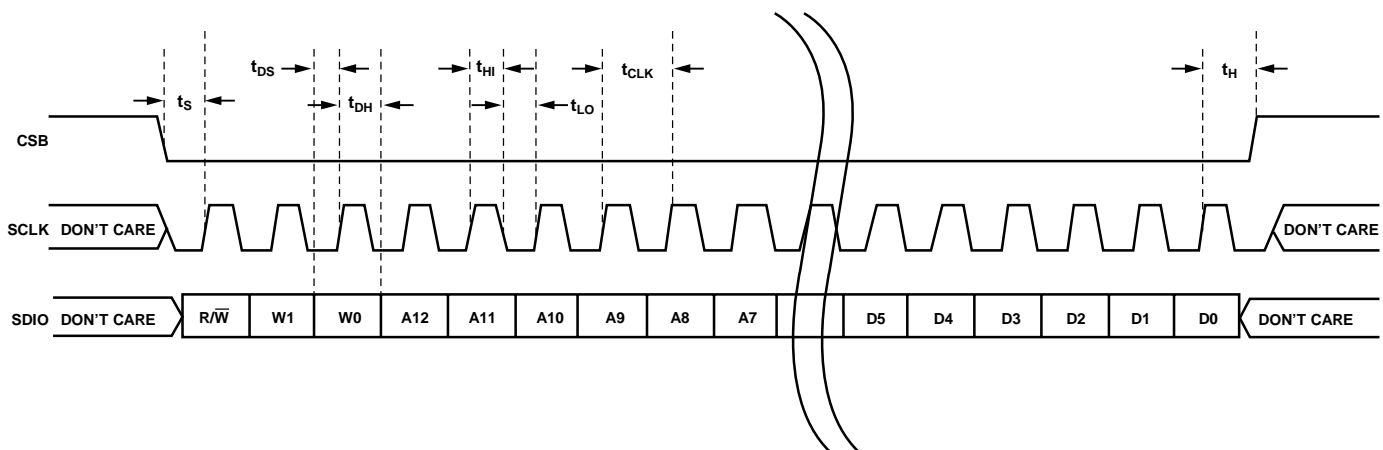 tDS
tHI
tCLK
tH
tS
tDH
tLO
CSB
SCLK DON'T CARE
DON'T CARE
SDIO DON'T CARE R/W̅ W1 W0 A12 A11 A10 A9 A8 A7 D5 D4 D3 D2 D1 D0 DON'T CARE